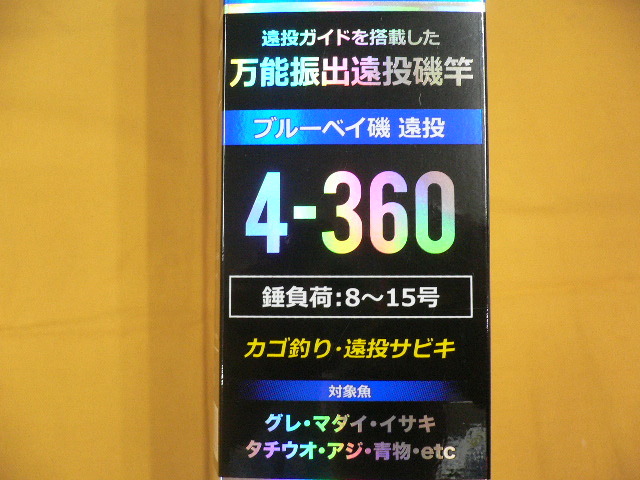 遠投ガイドを搭載した
万能振出遠投磯竿
ブルーベイ磯 遠投
4-360
錘負荷:8～15号
カゴ釣り・遠投サビキ
対象魚
グレ・マダイ・イサキ
タチウオ・アジ・青物・etc